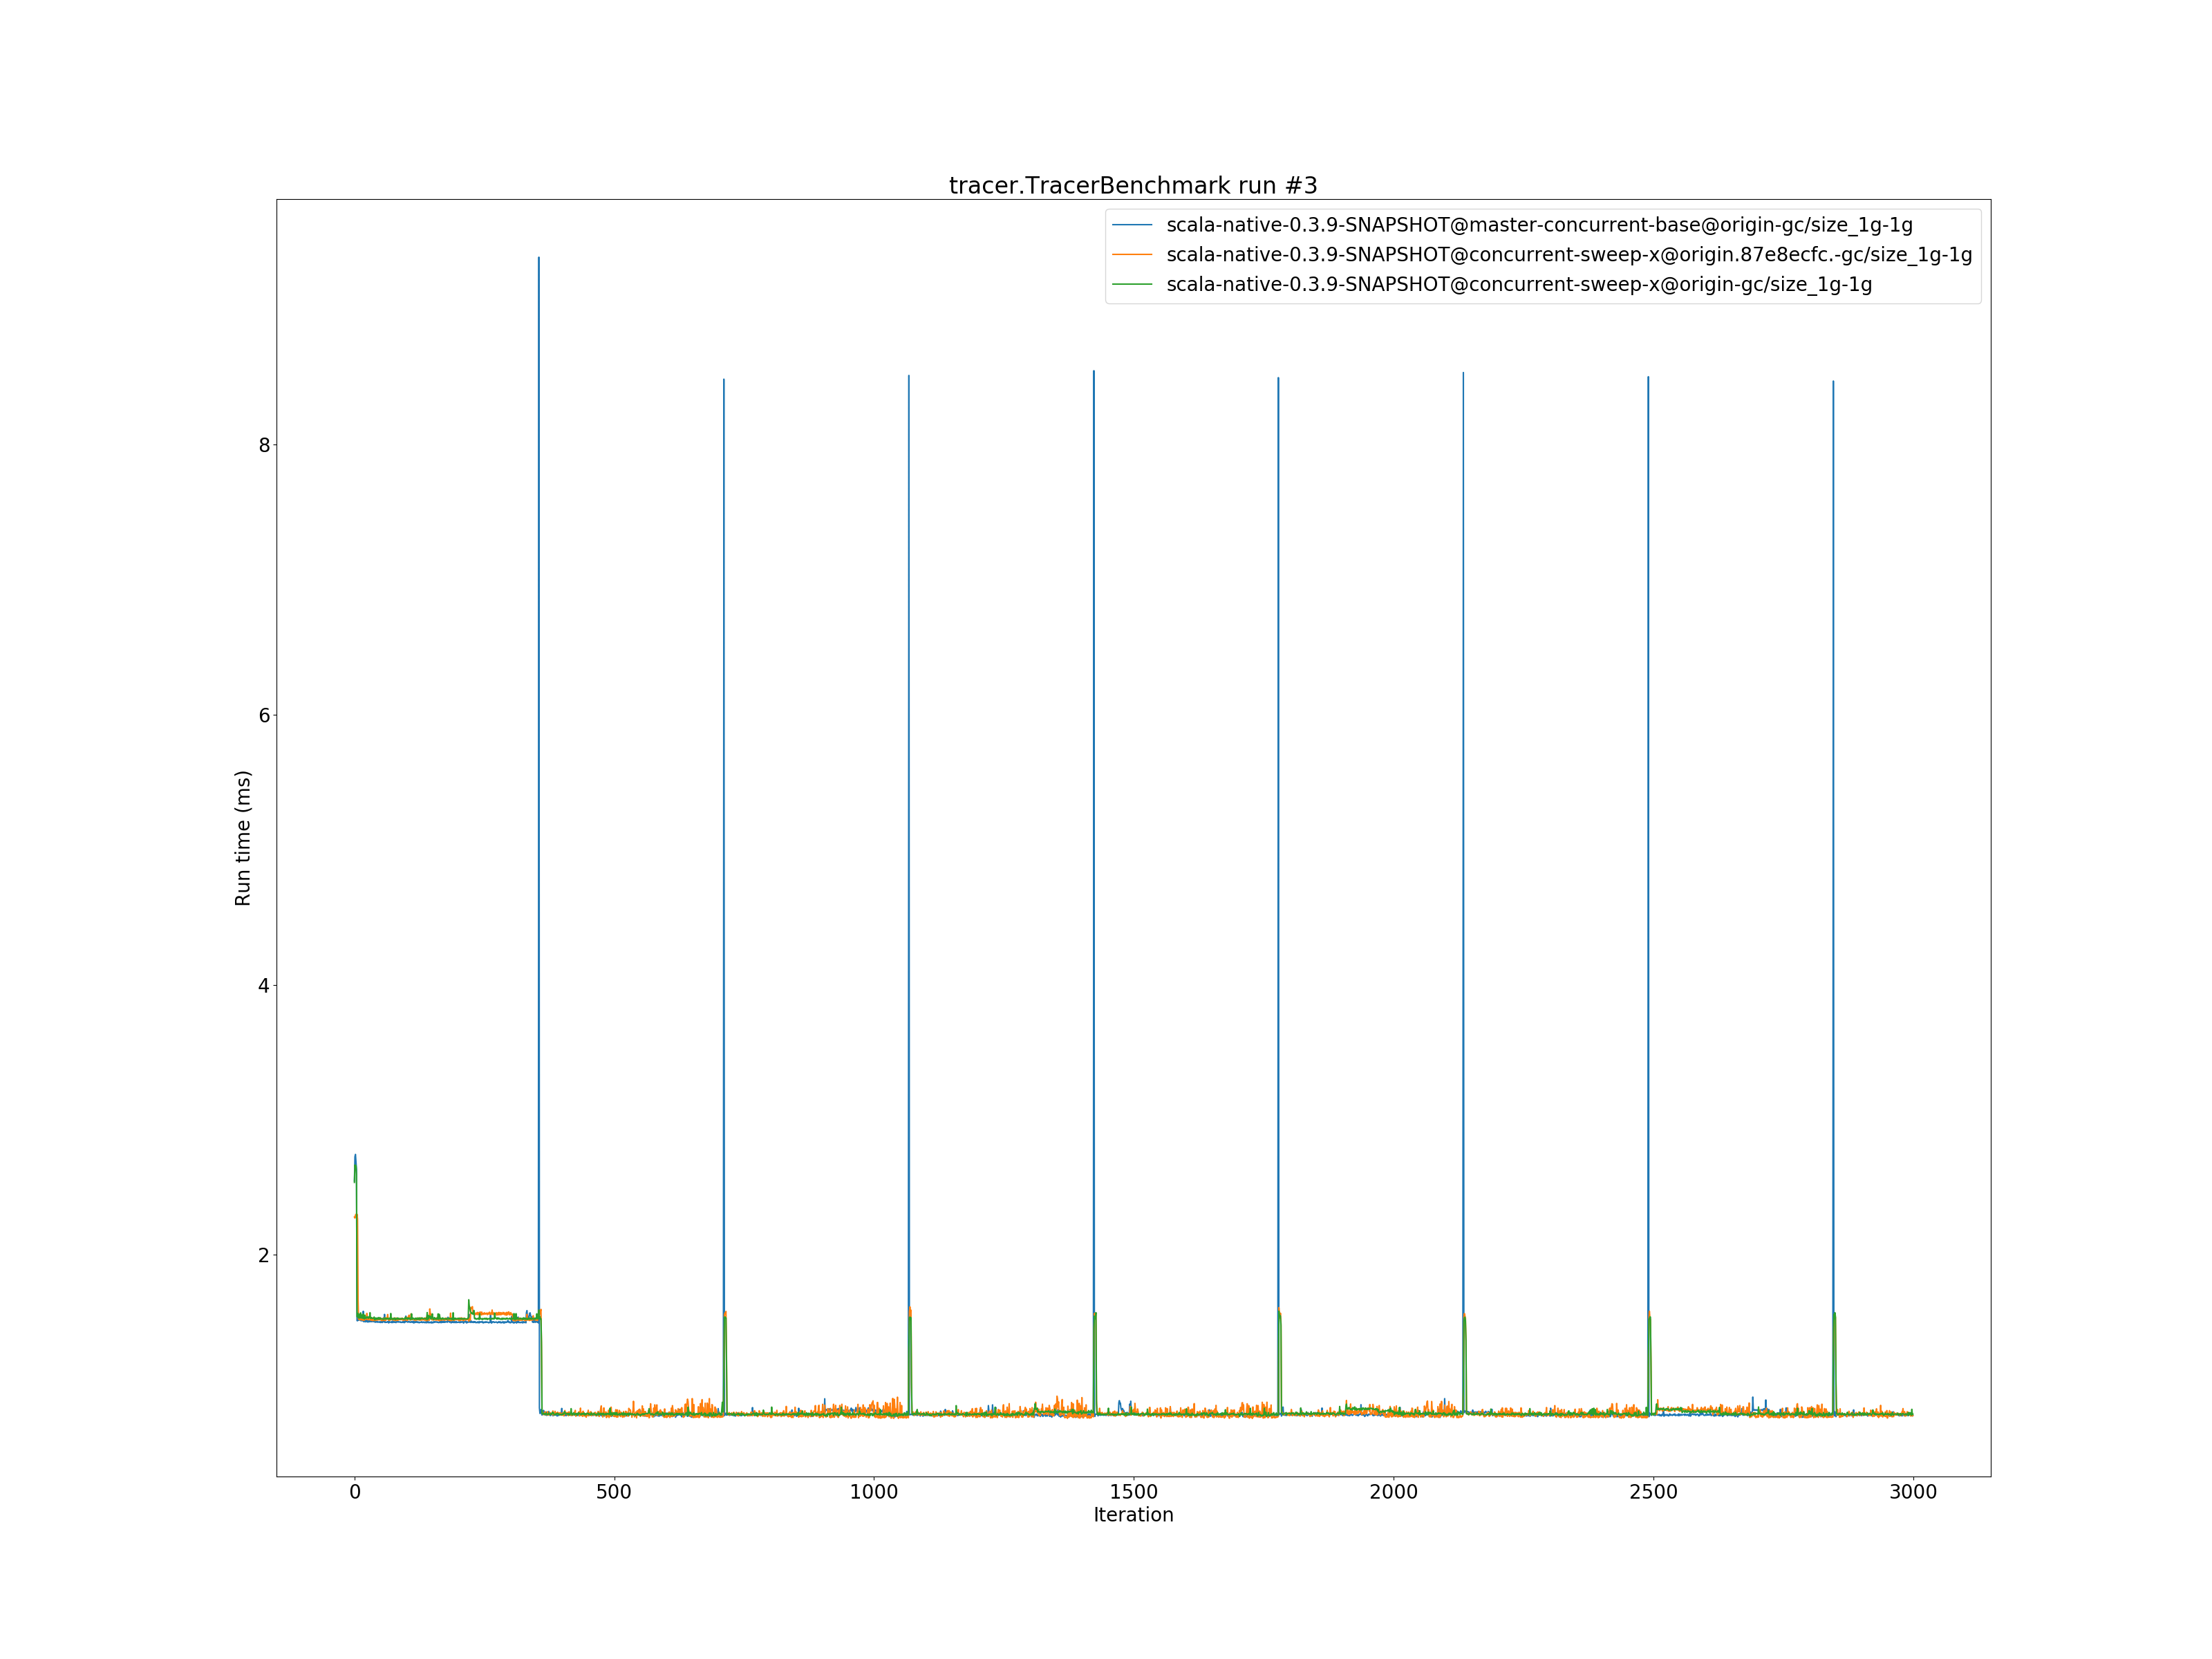 tracer.TracerBenchmark run #3
scala-native-0.3.9-SNAPSHOT@master-concurrent-base@origin-gc/size_1g-1g
scala-native-0.3.9-SNAPSHOT@concurrent-sweep-x@origin.87e8ecfc.-gc/size_1g-1g
scala-native-0.3.9-SNAPSHOT@concurrent-sweep-x@origin-gc/size_1g-1g
8
6
4
2
Run time (ms)
0 500 1000 1500 2000 2500 3000
Iteration